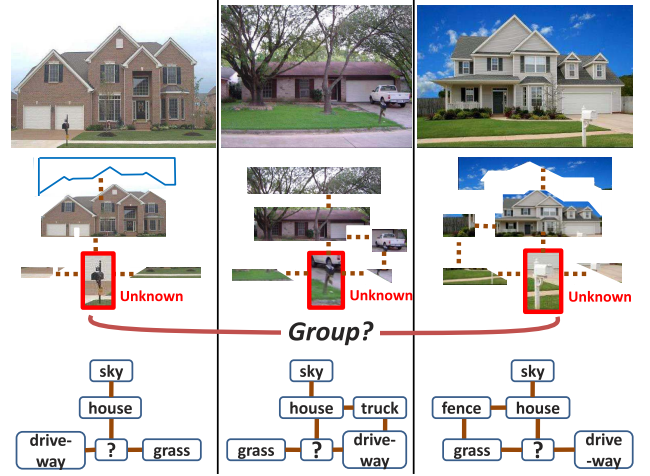 Unknown
Unknown
Unknown
Group?
sky
house
drive-
way
?
grass
sky
house
truck
grass
?
drive-
way
sky
fence
house
grass
?
drive
-way